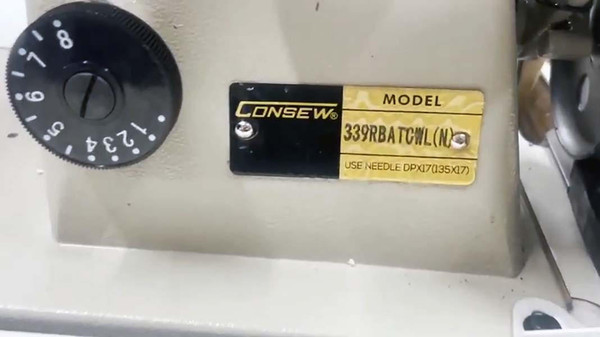 8
7
6
5
4
3
2
1
CONSEW®
MODEL
339RBATCWL(N)
USE NEEDLE DPX17(135X17)